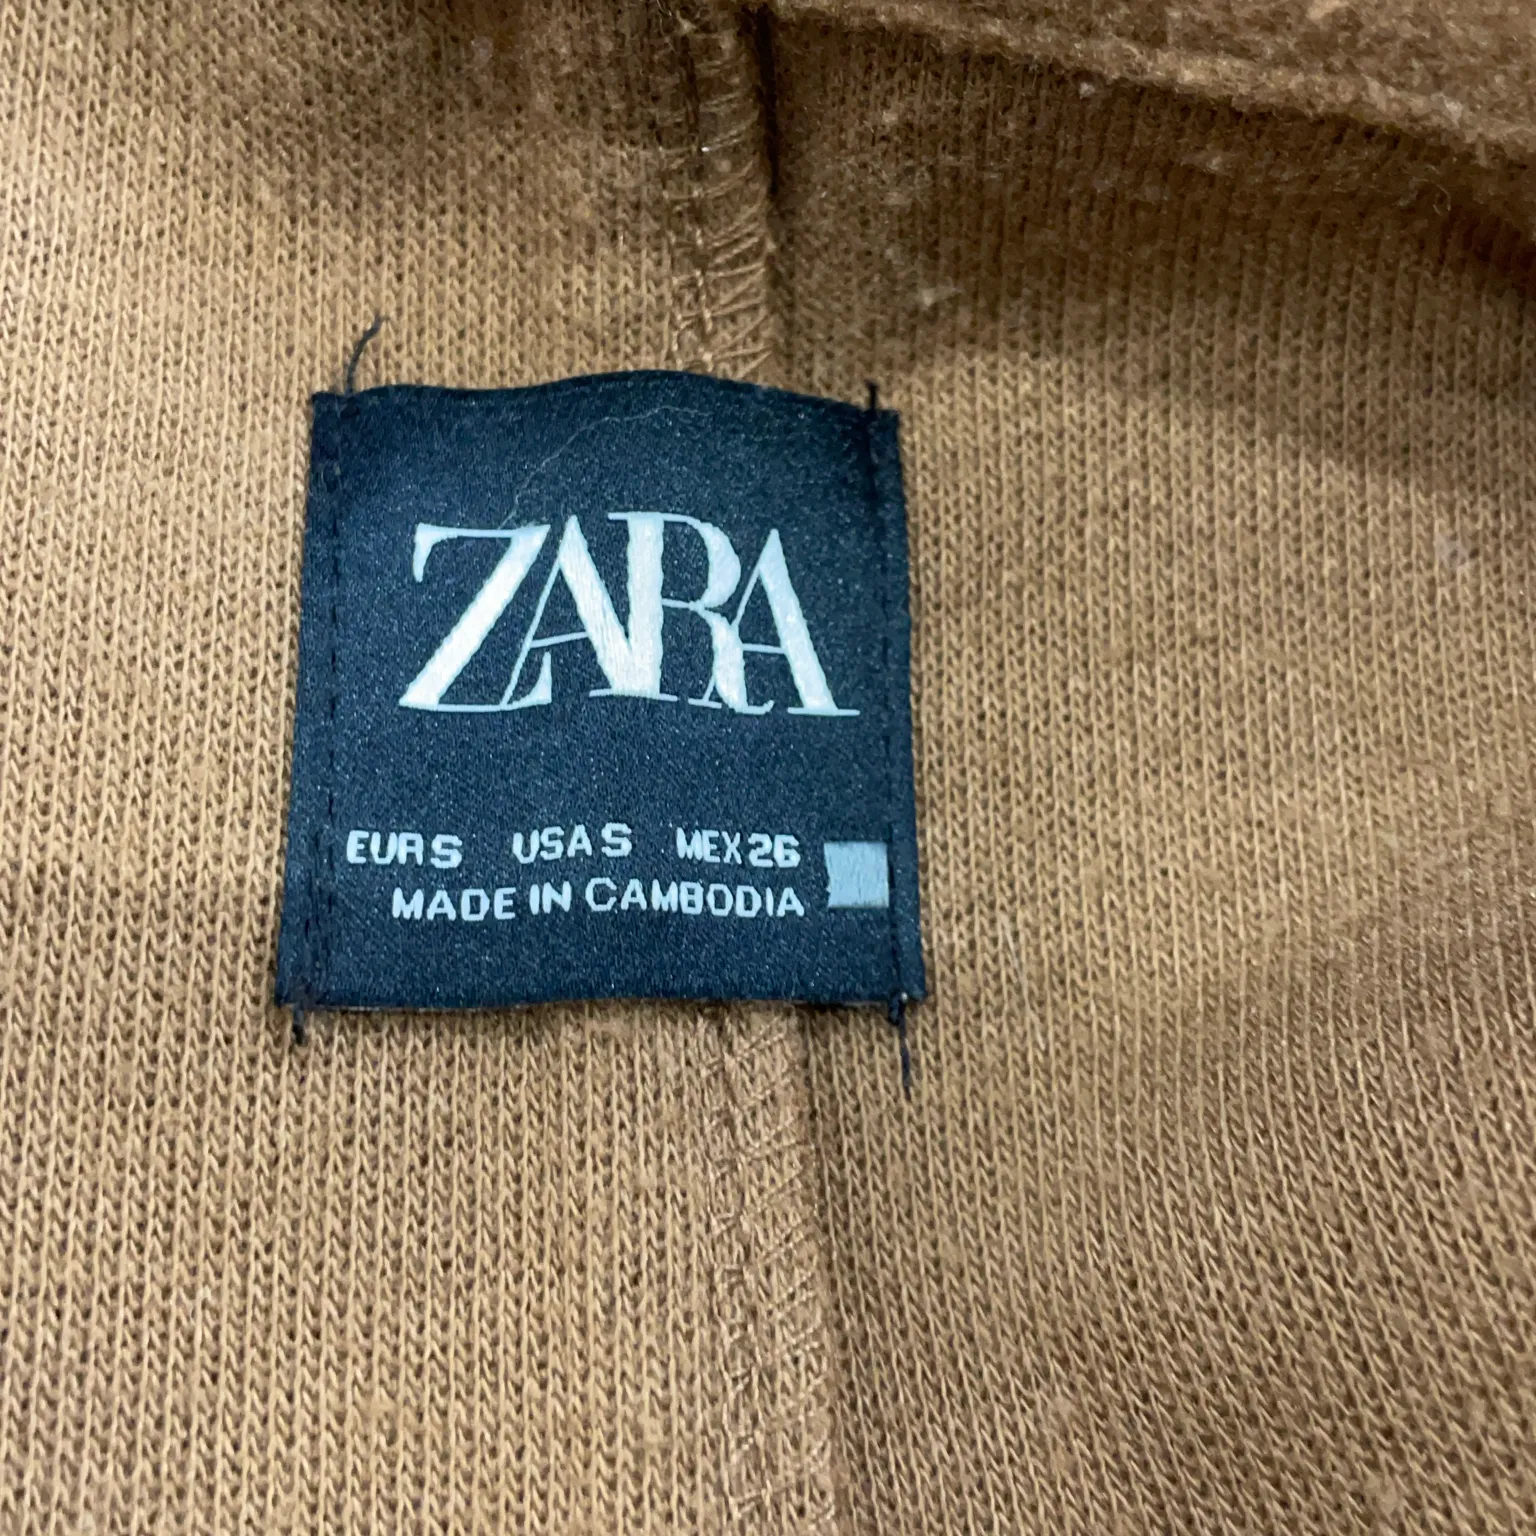 ZARA
EUR S USA S MEX 26
MADE IN CAMBODIA